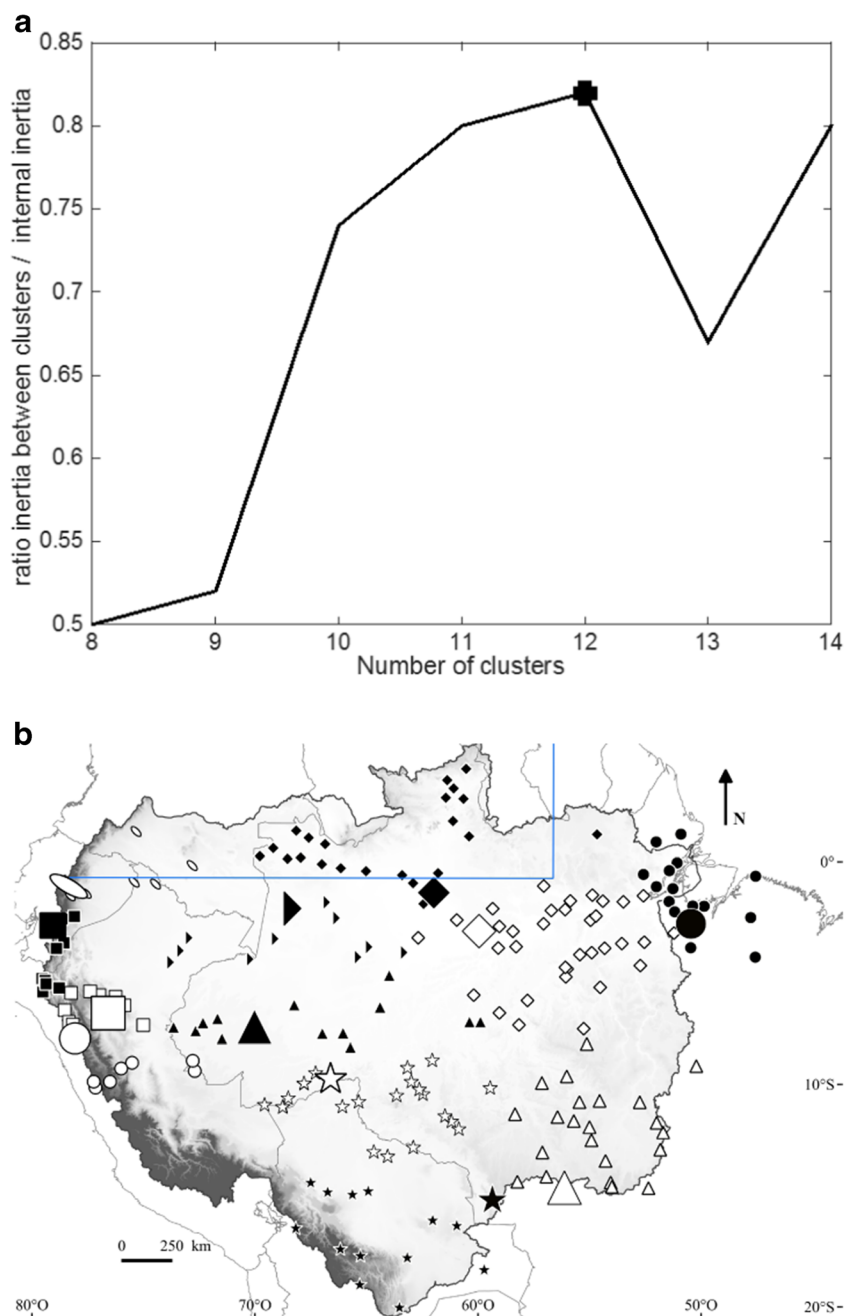 a
0.85
0.8
0.75
0.7
0.65
0.6
0.55
0.5
ratio inertia between clusters / internal inertia
8 9 10 11 12 13 14
Number of clusters
b
N
0°
10°S
0 250 km
80°O 70°O 60°O 50°O 20°S